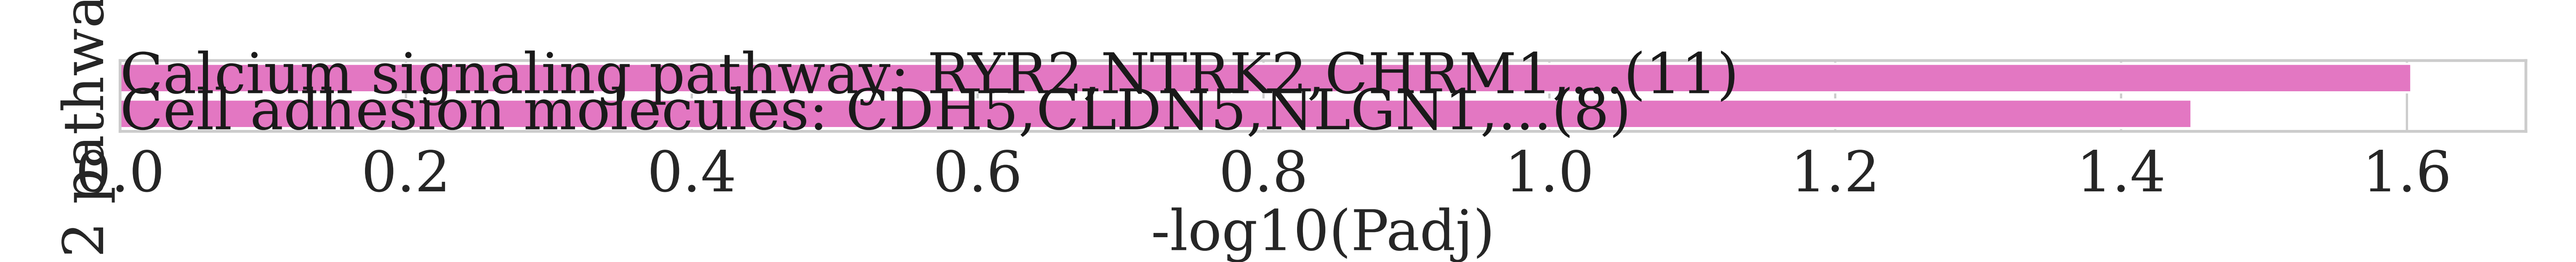 Calcium signaling pathway: RYR2,NTRK2,CHRM1,...(11)
Cell adhesion molecules: CDH5,CLDN5,NLGN1,...(8)
0.0 0.2 0.4 0.6 0.8 1.0 1.2 1.4 1.6
-log10(Padj)
2 pathwa